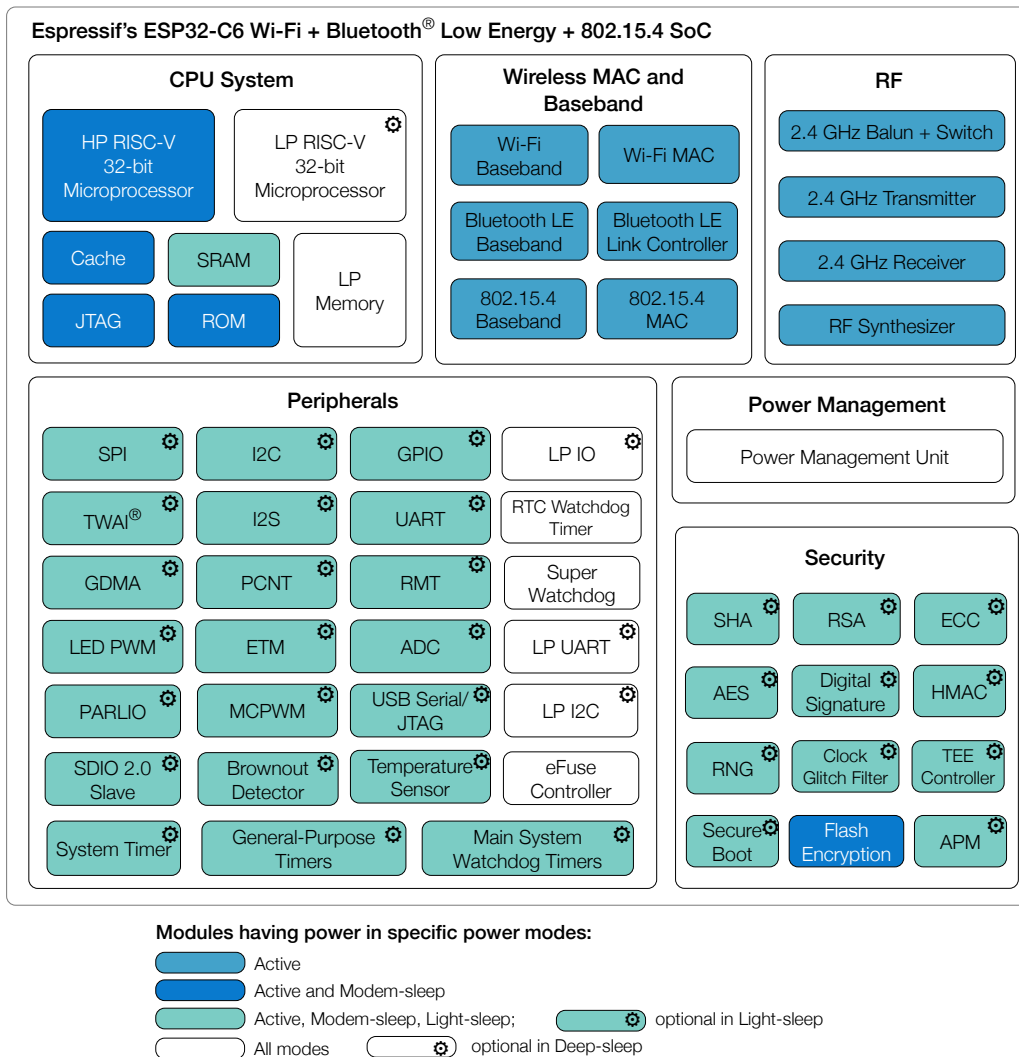 Espressif's ESP32-C6 Wi-Fi + Bluetooth® Low Energy + 802.15.4 SoC
CPU System
HP RISC-V
32-bit
Microprocessor
LP RISC-V
32-bit
Microprocessor
Cache
SRAM
LP
Memory
JTAG
ROM
Wireless MAC and
Baseband
Wi-Fi
Baseband
Wi-Fi MAC
Bluetooth LE
Baseband
Bluetooth LE
Link Controller
802.15.4
Baseband
802.15.4
MAC
RF
2.4 GHz Balun + Switch
2.4 GHz Transmitter
2.4 GHz Receiver
RF Synthesizer
Peripherals
SPI
I2C
GPIO
LP IO
TWAI®
I2S
UART
RTC Watchdog
Timer
GDMA
PCNT
RMT
Super
Watchdog
LED PWM
ETM
ADC
LP UART
PARLIO
MCPWM
USB Serial/
JTAG
LP I2C
SDIO 2.0
Slave
Brownout
Detector
Temperature
Sensor
eFuse
Controller
System Timer
General-Purpose
Timers
Main System
Watchdog Timers
Power Management
Power Management Unit
Security
SHA
RSA
ECC
AES
Digital
Signature
HMAC
RNG
Clock
Glitch Filter
TEE
Controller
Secure
Boot
Flash
Encryption
APM
Modules having power in specific power modes:
Active
Active and Modem-sleep
Active, Modem-sleep, Light-sleep;
optional in Light-sleep
All modes
optional in Deep-sleep